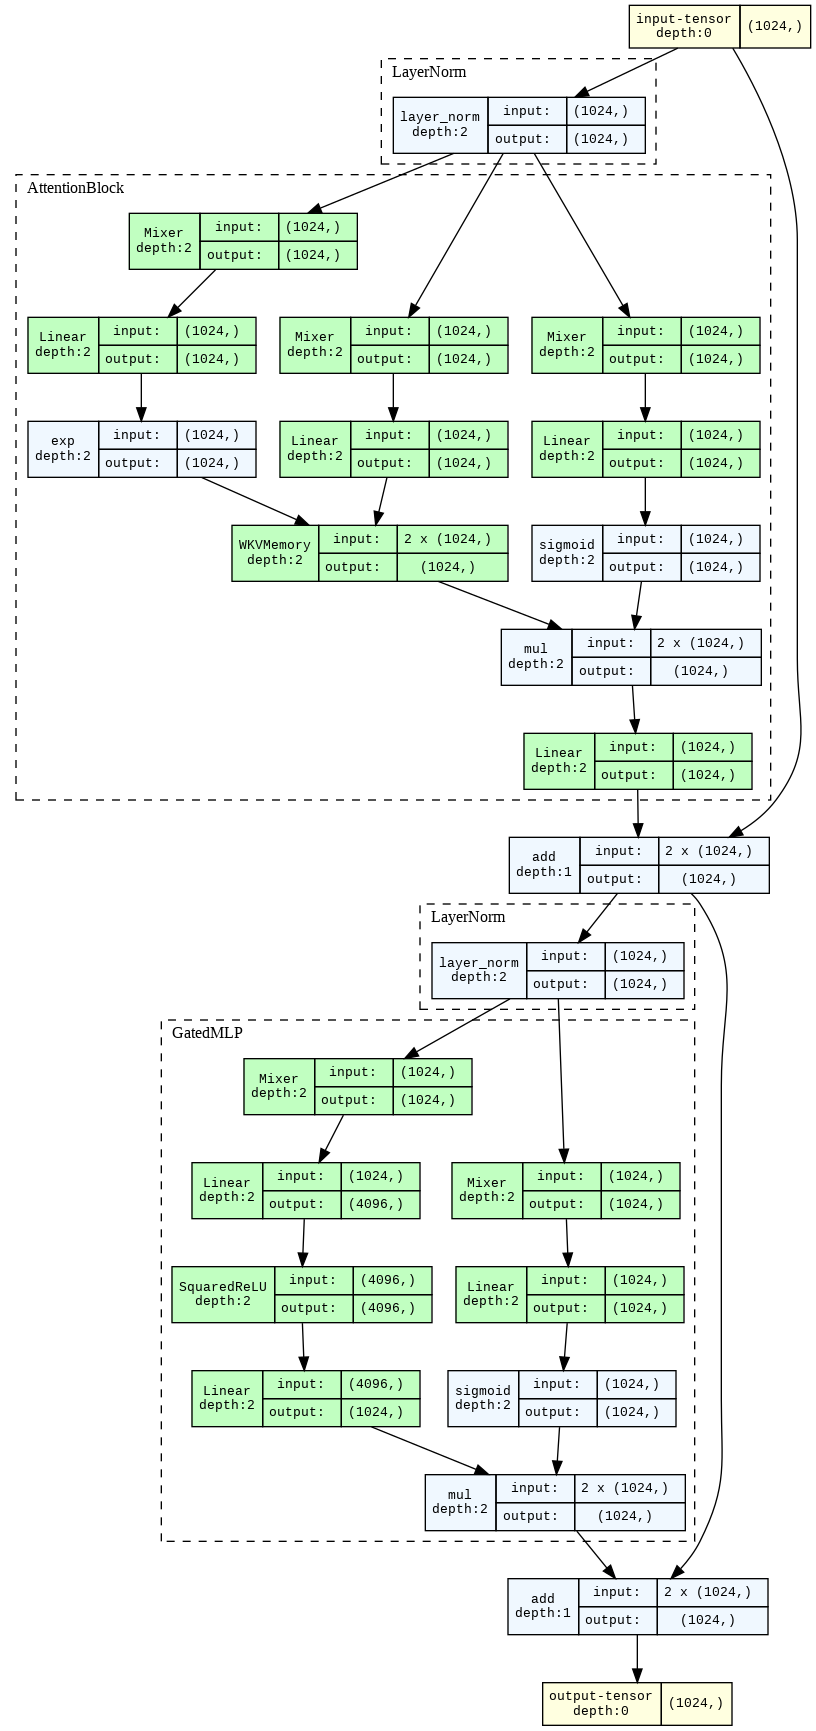 input-tensor
depth:0
(1024,)
LayerNorm
layer_norm
depth:2
input:
(1024,)
output:
(1024,)
AttentionBlock
Mixer
depth:2
input:
(1024,)
output:
(1024,)
Linear
depth:2
input:
(1024,)
output:
(1024,)
Mixer
depth:2
input:
(1024,)
output:
(1024,)
Mixer
depth:2
input:
(1024,)
output:
(1024,)
exp
depth:2
input:
(1024,)
output:
(1024,)
Linear
depth:2
input:
(1024,)
output:
(1024,)
Linear
depth:2
input:
(1024,)
output:
(1024,)
WKVMemory
depth:2
input:
2 x (1024,)
output:
(1024,)
sigmoid
depth:2
input:
(1024,)
output:
(1024,)
mul
depth:2
input:
2 x (1024,)
output:
(1024,)
Linear
depth:2
input:
(1024,)
output:
(1024,)
add
depth:1
input:
2 x (1024,)
output:
(1024,)
LayerNorm
layer_norm
depth:2
input:
(1024,)
output:
(1024,)
GatedMLP
Mixer
depth:2
input:
(1024,)
output:
(1024,)
Linear
depth:2
input:
(1024,)
output:
(4096,)
Mixer
depth:2
input:
(1024,)
output:
(1024,)
SquaredReLU
depth:2
input:
(4096,)
output:
(4096,)
Linear
depth:2
input:
(1024,)
output:
(1024,)
Linear
depth:2
input:
(4096,)
output:
(1024,)
sigmoid
depth:2
input:
(1024,)
output:
(1024,)
mul
depth:2
input:
2 x (1024,)
output:
(1024,)
add
depth:1
input:
2 x (1024,)
output:
(1024,)
output-tensor
depth:0
(1024,)